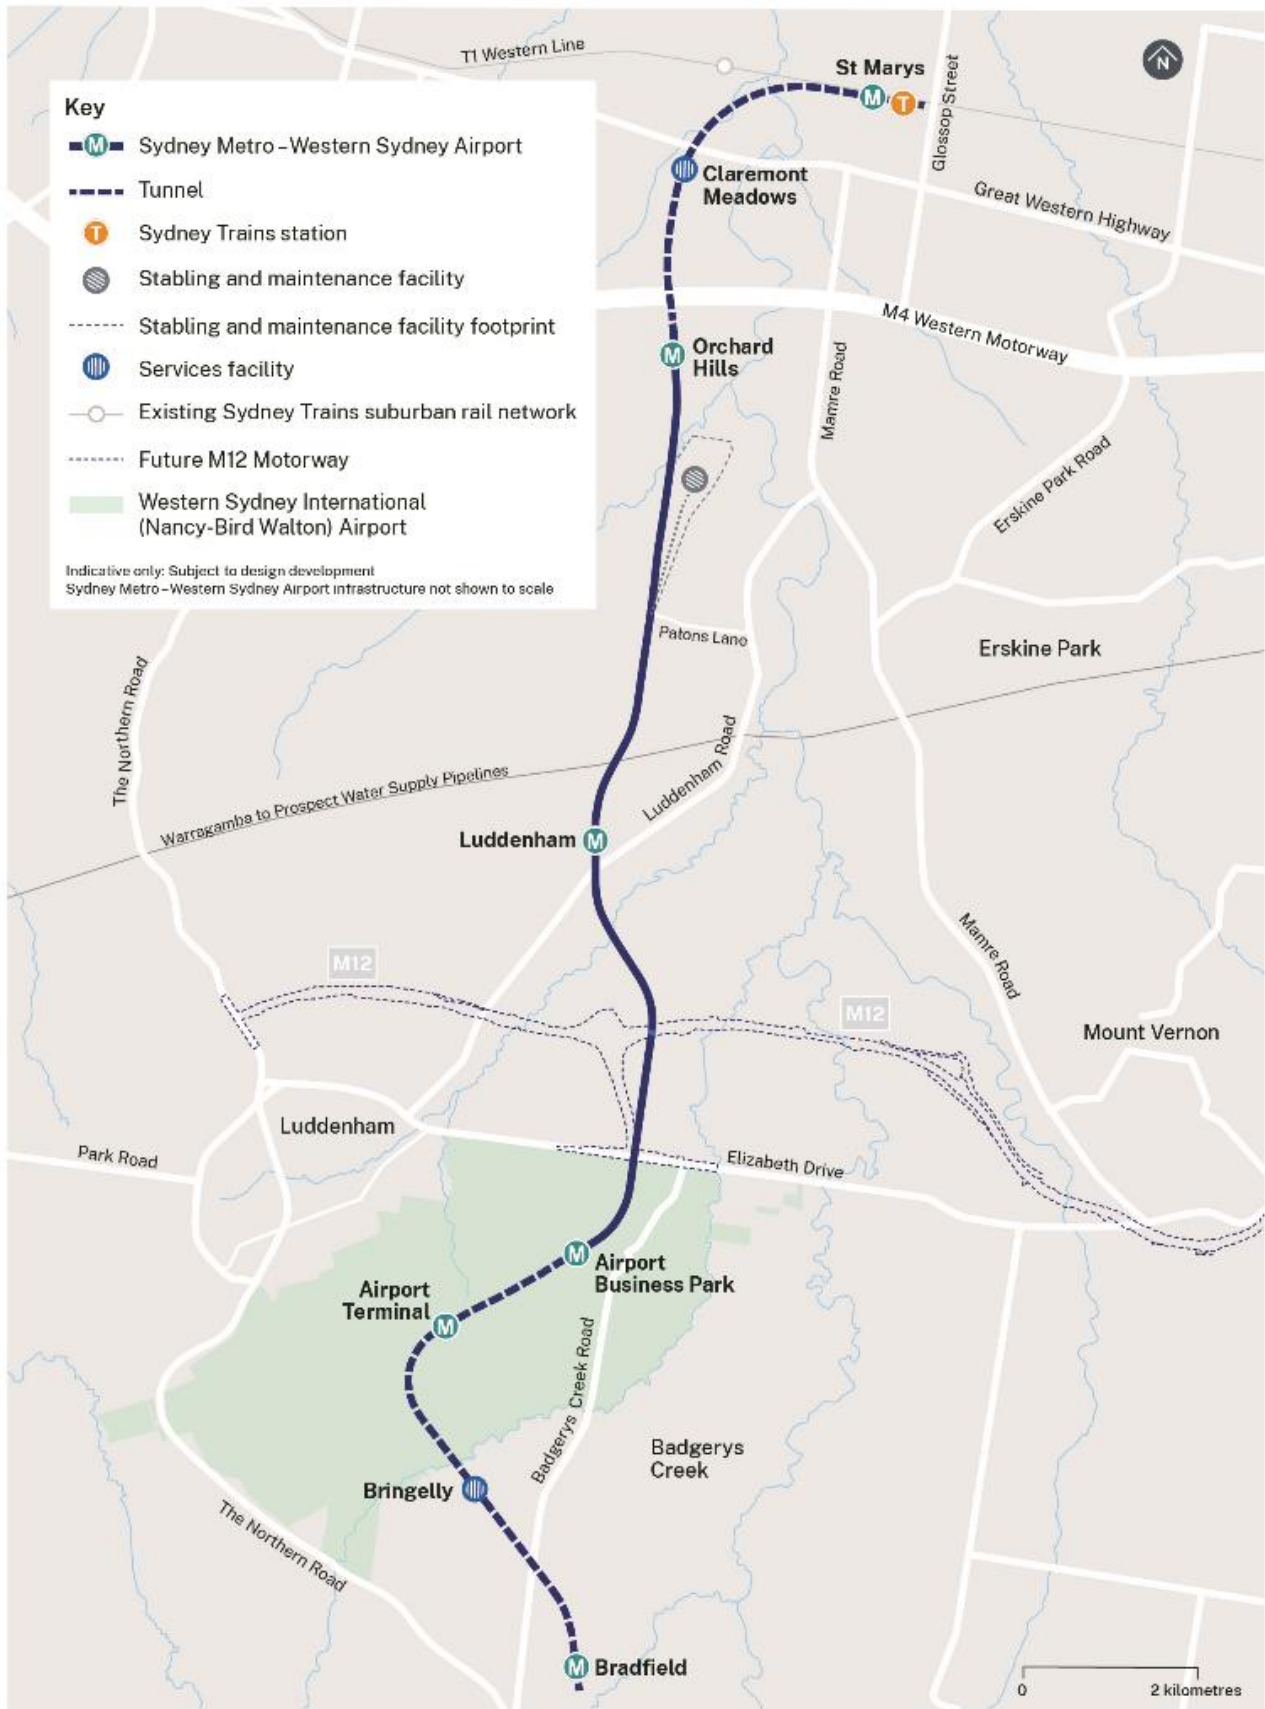 T1 Western Line
St Marys
T
M
N
Glossop Street
Key
M
Sydney Metro – Western Sydney Airport
Tunnel
T
Sydney Trains station
Stabling and maintenance facility
Stabling and maintenance facility footprint
Services facility
Existing Sydney Trains suburban rail network
Future M12 Motorway
Western Sydney International
(Nancy-Bird Walton) Airport
Indicative only: Subject to design development
Sydney Metro – Western Sydney Airport infrastructure not shown to scale
Claremont
Meadows
Great Western Highway
M4 Western Motorway
M
Orchard
Hills
Mamre Road
Erskine Park Road
Patons Lane
Erskine Park
The Northern Road
Luddenham Road
Warragamba to Prospect Water Supply Pipelines
Luddenham
M
Mamre Road
M12
M12
Mount Vernon
Luddenham
Park Road
Elizabeth Drive
M
Airport
Business Park
Airport
Terminal
M
Badgerys Creek Road
Badgerys
Creek
Bringelly
The Northern Road
M
Bradfield
0
2 kilometres